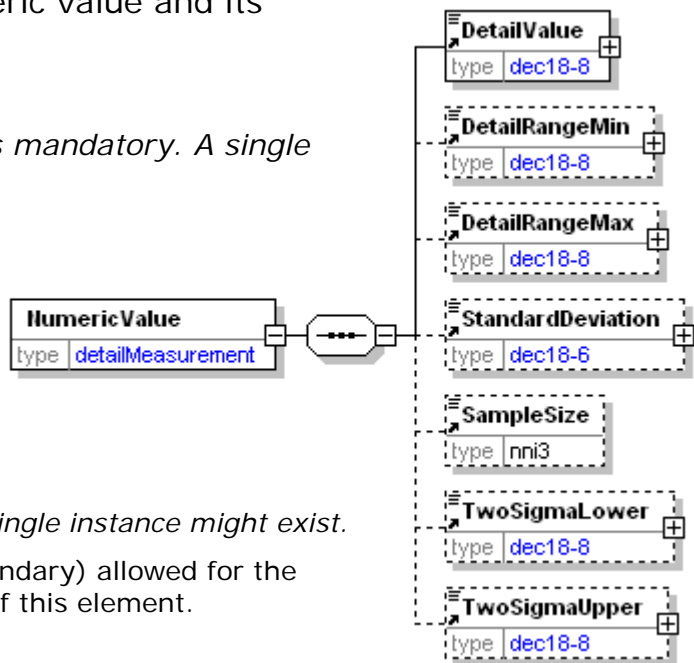 eric value and its
s mandatory. A single
ingle instance might exist.
ndary) allowed for the
f this element.
NumericValue
type detailMeasurement
DetailValue
type dec18-8
DetailRangeMin
type dec18-8
DetailRangeMax
type dec18-8
StandardDeviation
type dec18-6
SampleSize
type nni3
TwoSigmaLower
type dec18-8
TwoSigmaUpper
type dec18-8